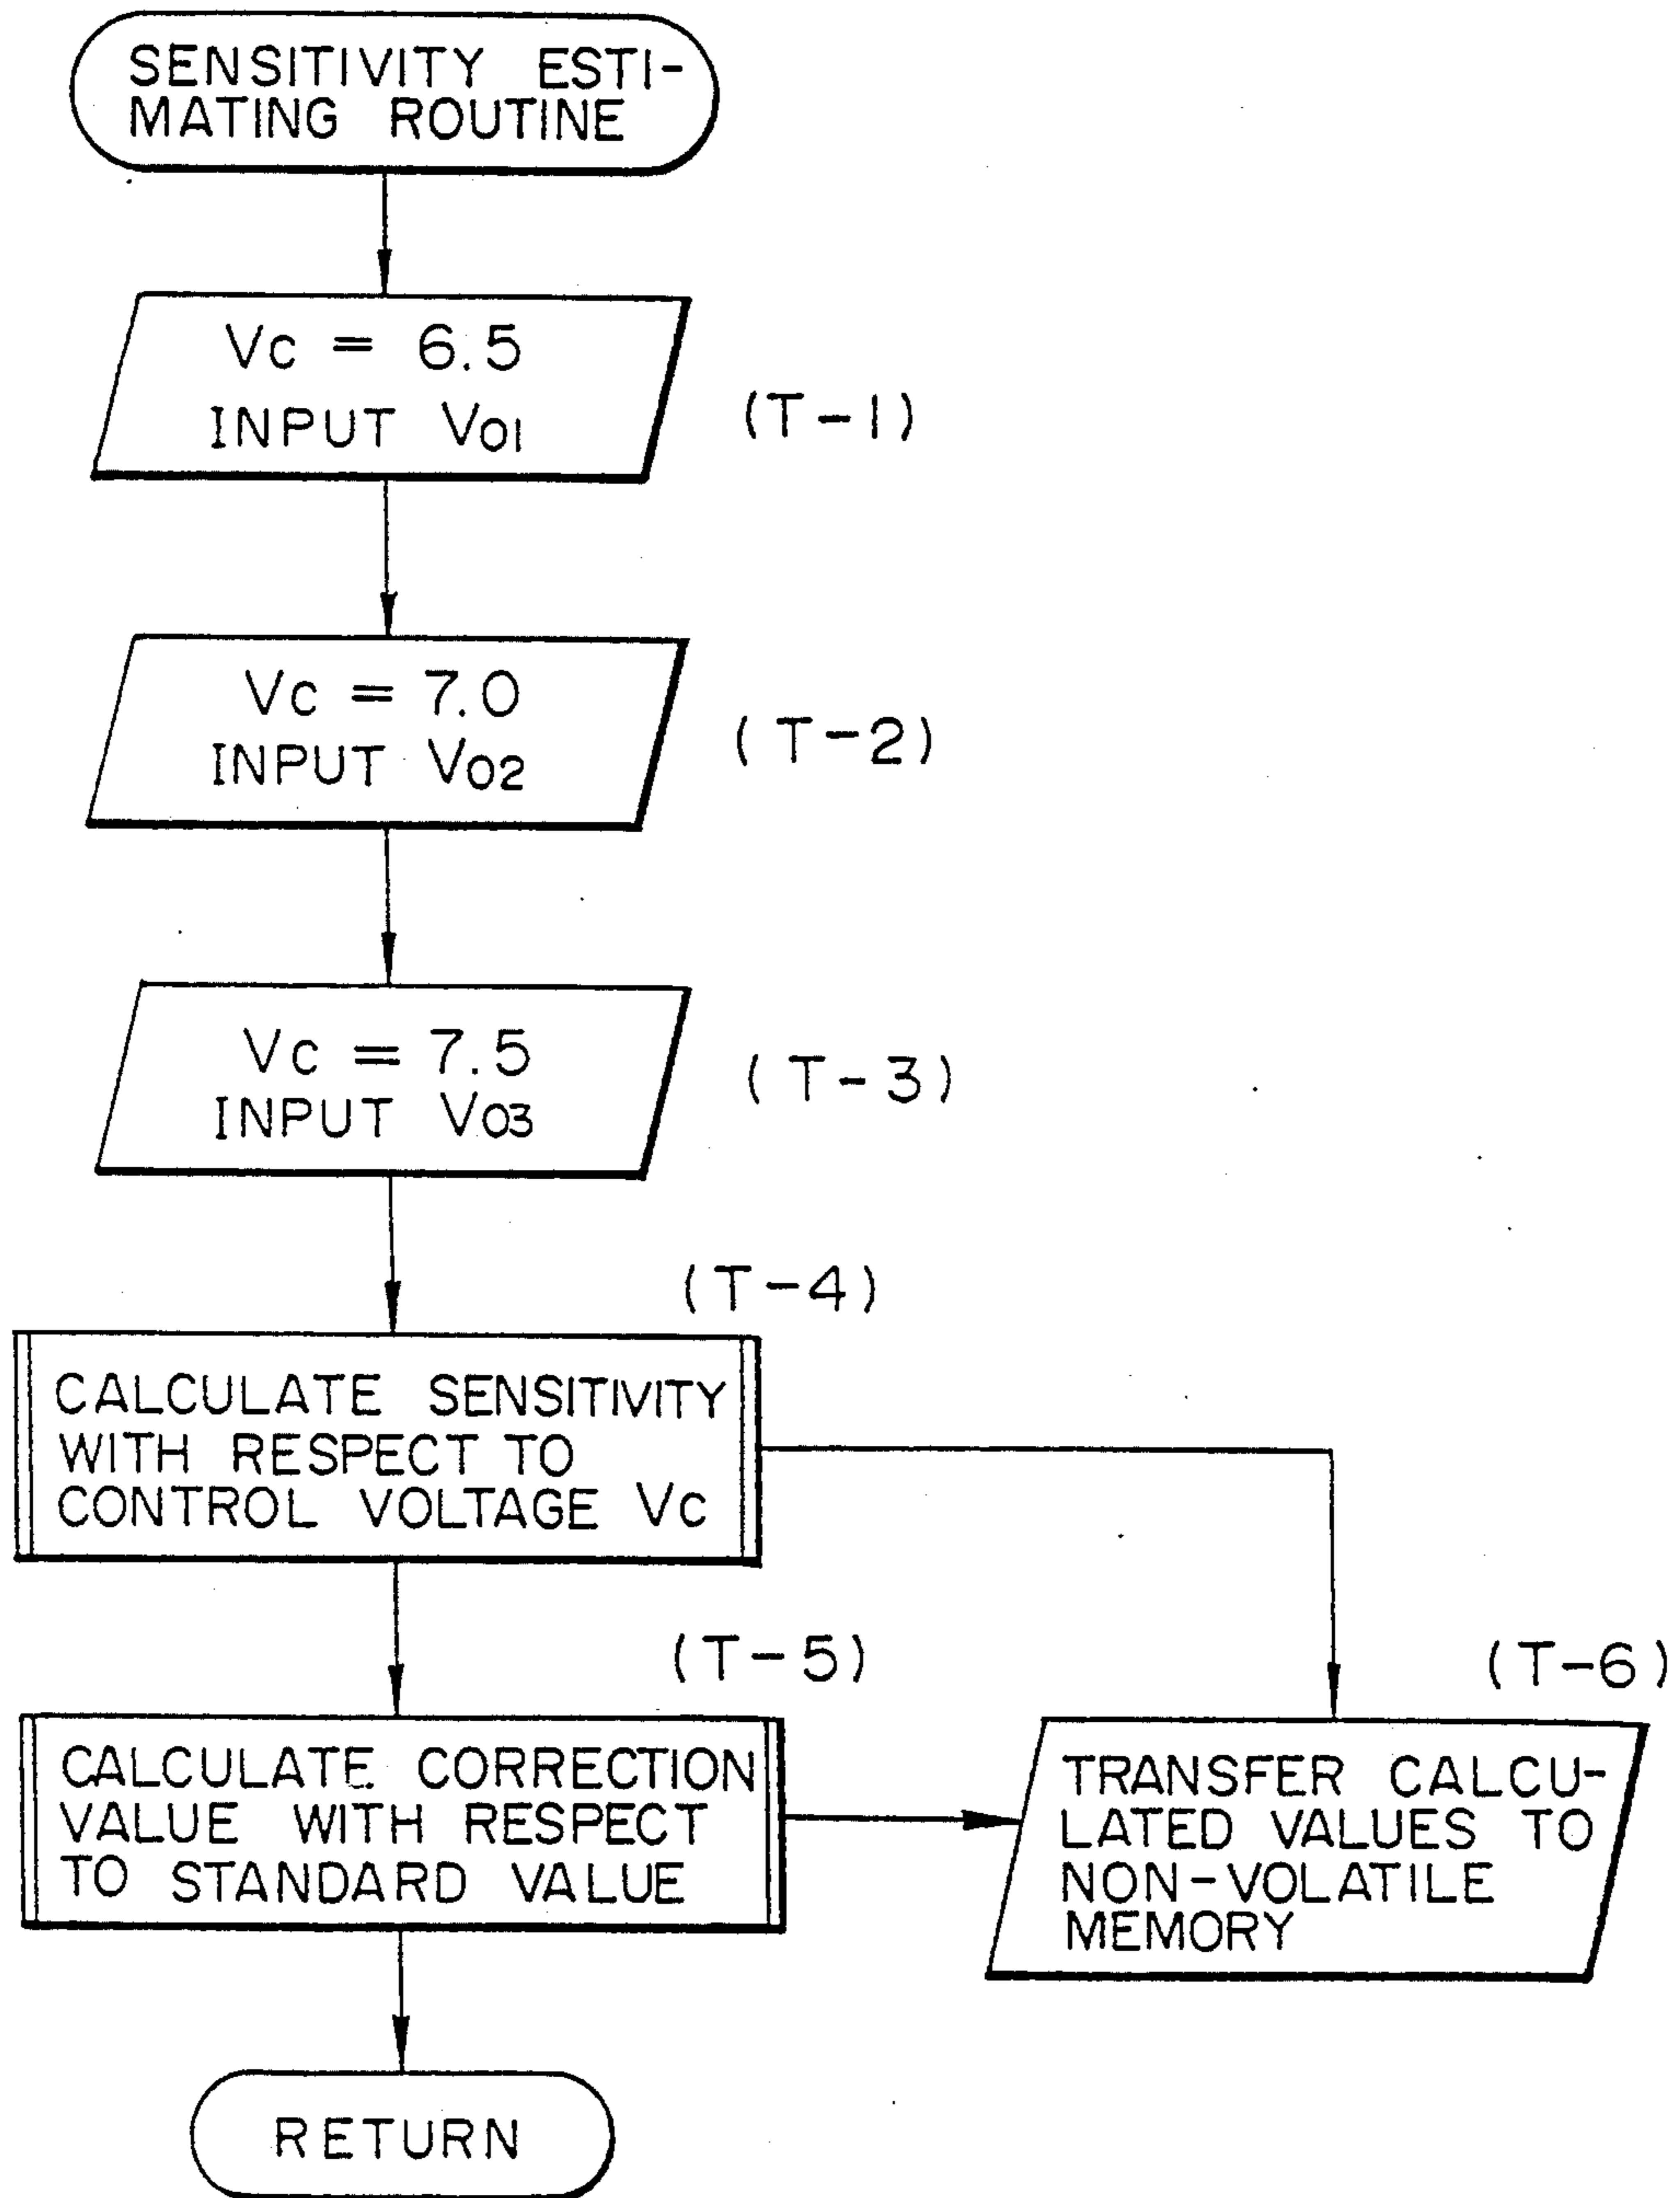 SENSITIVITY ESTI-
MATING ROUTINE
Vc = 6.5
INPUT Vo1
(T-1)
Vc = 7.0
INPUT Vo2
(T-2)
Vc = 7.5
INPUT Vo3
(T-3)
(T-4)
CALCULATE SENSITIVITY
WITH RESPECT TO
CONTROL VOLTAGE Vc
(T-5)
CALCULATE CORRECTION
VALUE WITH RESPECT
TO STANDARD VALUE
(T-6)
TRANSFER CALCU-
LATED VALUES TO
NON-VOLATILE
MEMORY
RETURN